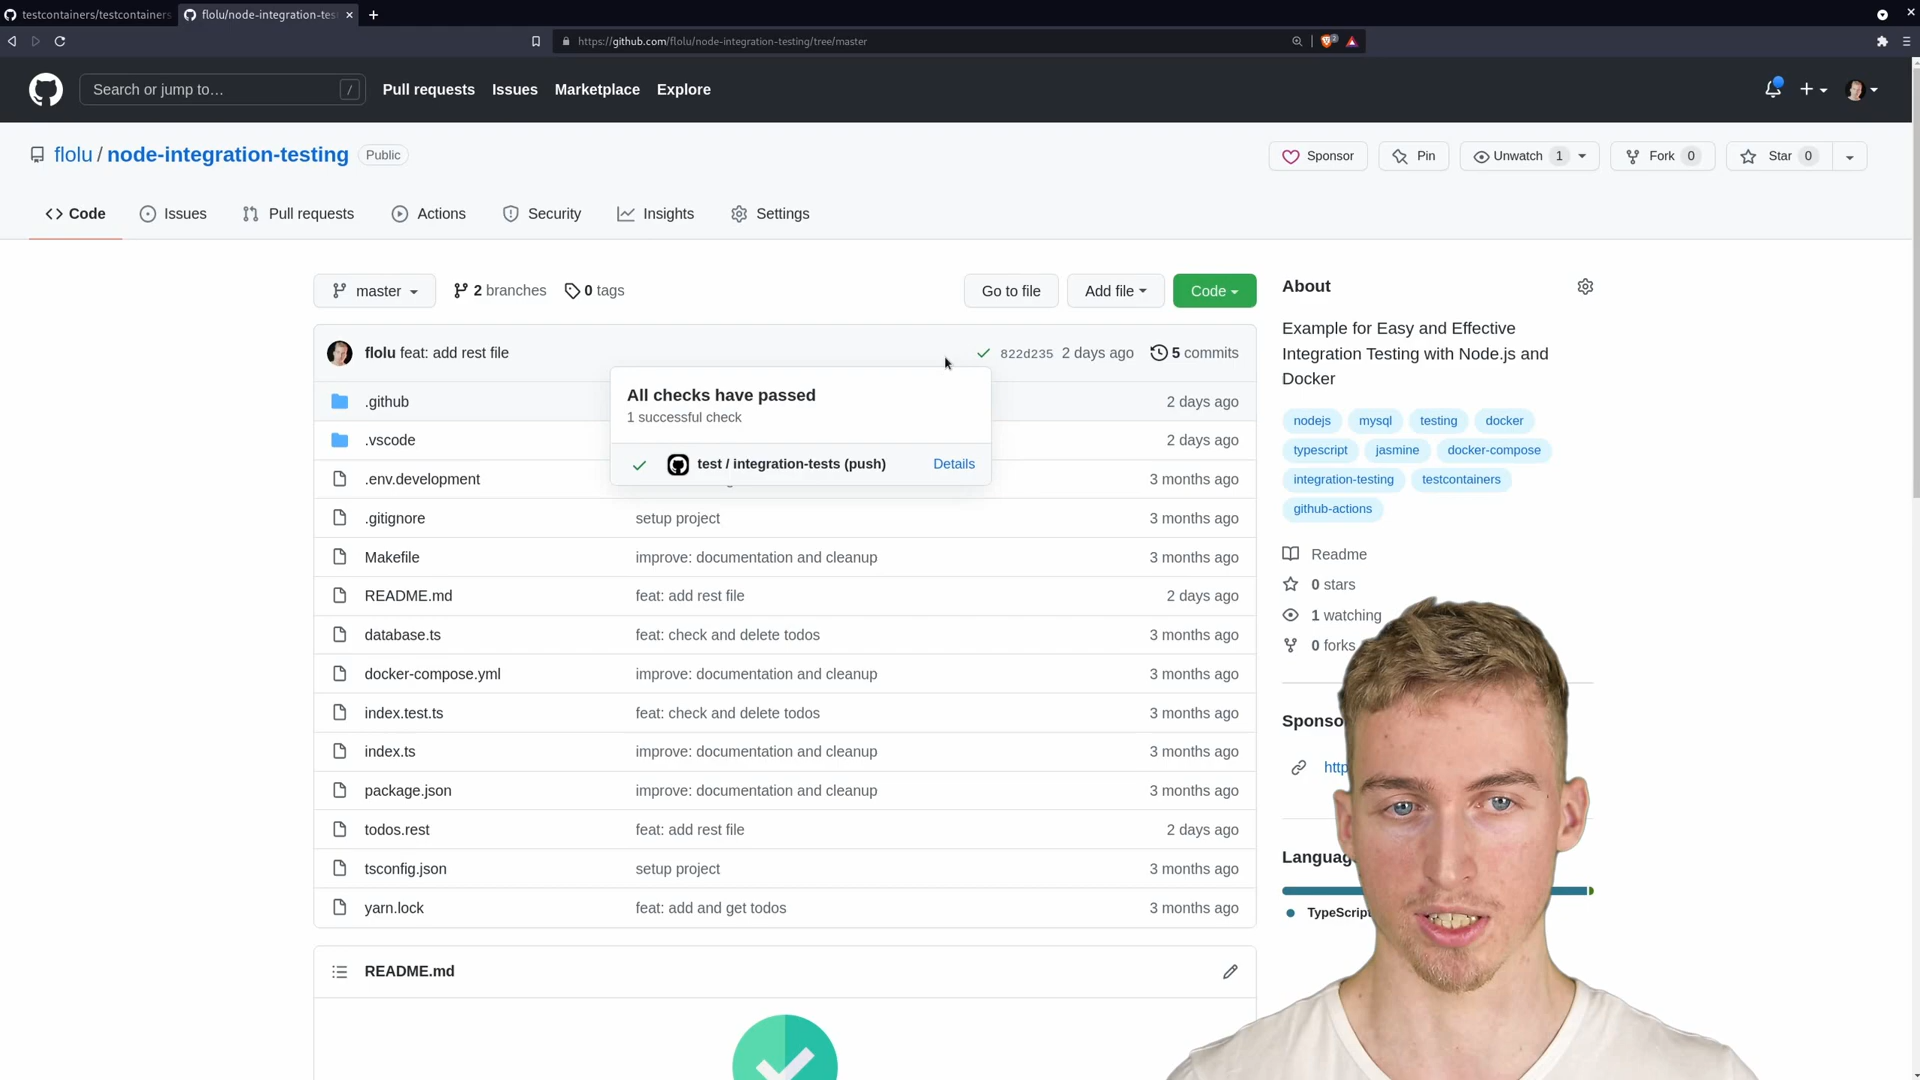 testcontainers/testcontainers
flolu/node-integration-tes
https://github.com/flolu/node-integration-testing/tree/master
2
Search or jump to…
/
Pull requests
Issues
Marketplace
Explore
flolu / node-integration-testing
Public
Sponsor
Pin
Unwatch 1
Fork 0
Star 0
Code
Issues
Pull requests
Actions
Security
Insights
Settings
master
2 branches
0 tags
Go to file
Add file
Code
flolu feat: add rest file
822d235 2 days ago
5 commits
All checks have passed
1 successful check
test / integration-tests (push)
Details
.github
2 days ago
.vscode
2 days ago
.env.development
3 months ago
.gitignore
setup project
3 months ago
Makefile
improve: documentation and cleanup
3 months ago
README.md
feat: add rest file
2 days ago
database.ts
feat: check and delete todos
3 months ago
docker-compose.yml
improve: documentation and cleanup
3 months ago
index.test.ts
feat: check and delete todos
3 months ago
index.ts
improve: documentation and cleanup
3 months ago
package.json
improve: documentation and cleanup
3 months ago
todos.rest
feat: add rest file
2 days ago
tsconfig.json
setup project
3 months ago
yarn.lock
feat: add and get todos
3 months ago
README.md
About
Example for Easy and Effective
Integration Testing with Node.js and
Docker
nodejs mysql testing docker
typescript jasmine docker-compose
integration-testing testcontainers
github-actions
Readme
0 stars
1 watching
0 forks
Sponso
http
Languag
TypeScript